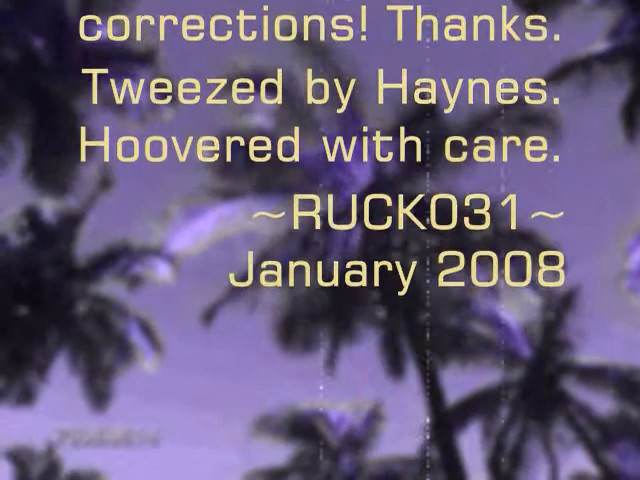 corrections! Thanks.
Tweezed by Haynes.
Hoovered with care.
~RUCK031~
January 2008